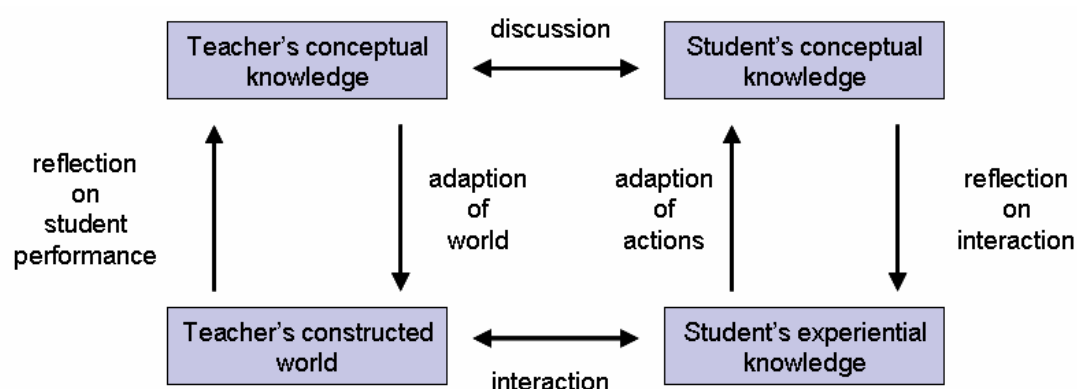 Teacher's conceptual
knowledge
discussion
Student's conceptual
knowledge
reflection
on
student
performance
adaption
of
world
adaption
of
actions
reflection
on
interaction
Teacher's constructed
world
interaction
Student's experiential
knowledge